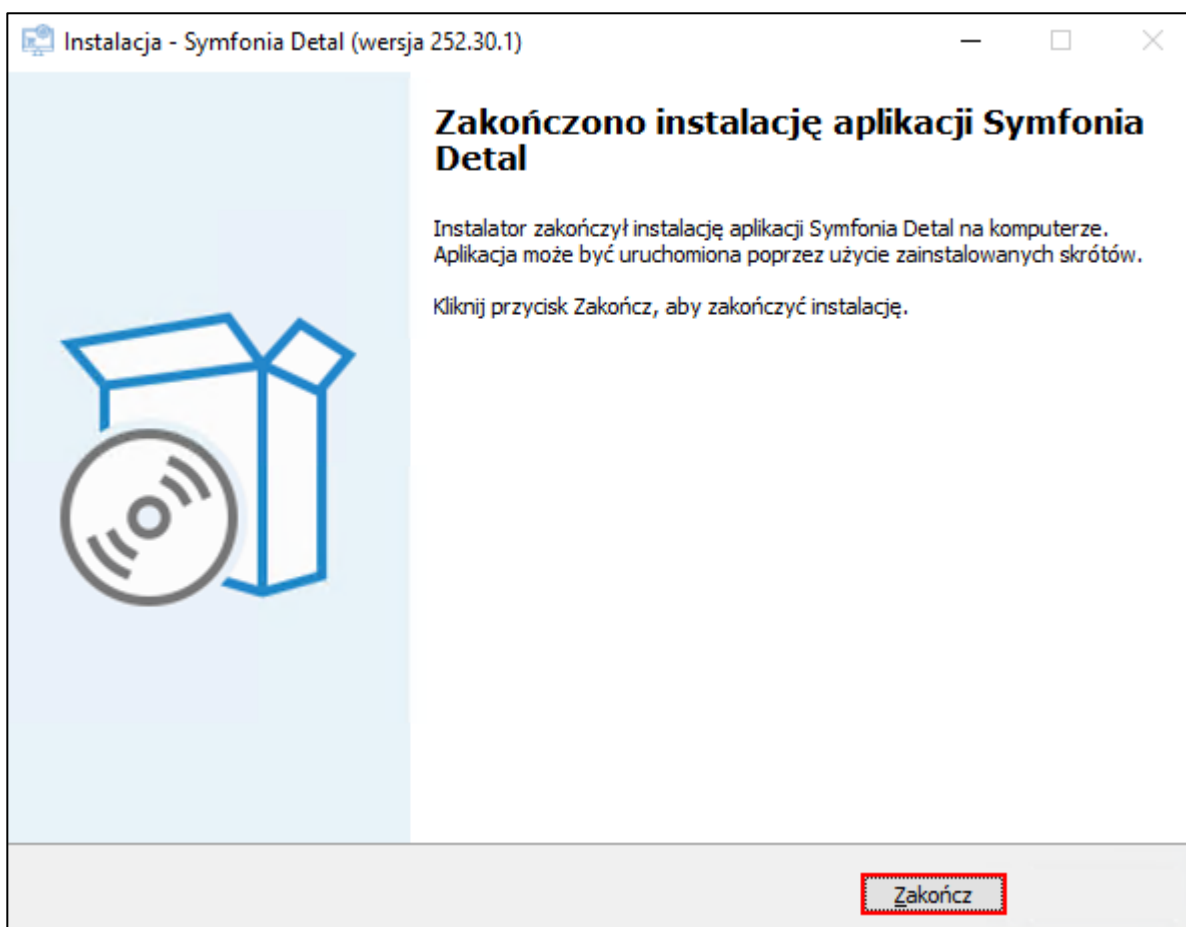 Instalacja - Symfonia Detal (wersja 252.30.1)
Zakończono instalację aplikacji Symfonia
Detal
Instalator zakończył instalację aplikacji Symfonia Detal na komputerze.
Aplikacja może być uruchomiona poprzez użycie zainstalowanych skrótów.
Kliknij przycisk Zakończ, aby zakończyć instalację.
Zakończ